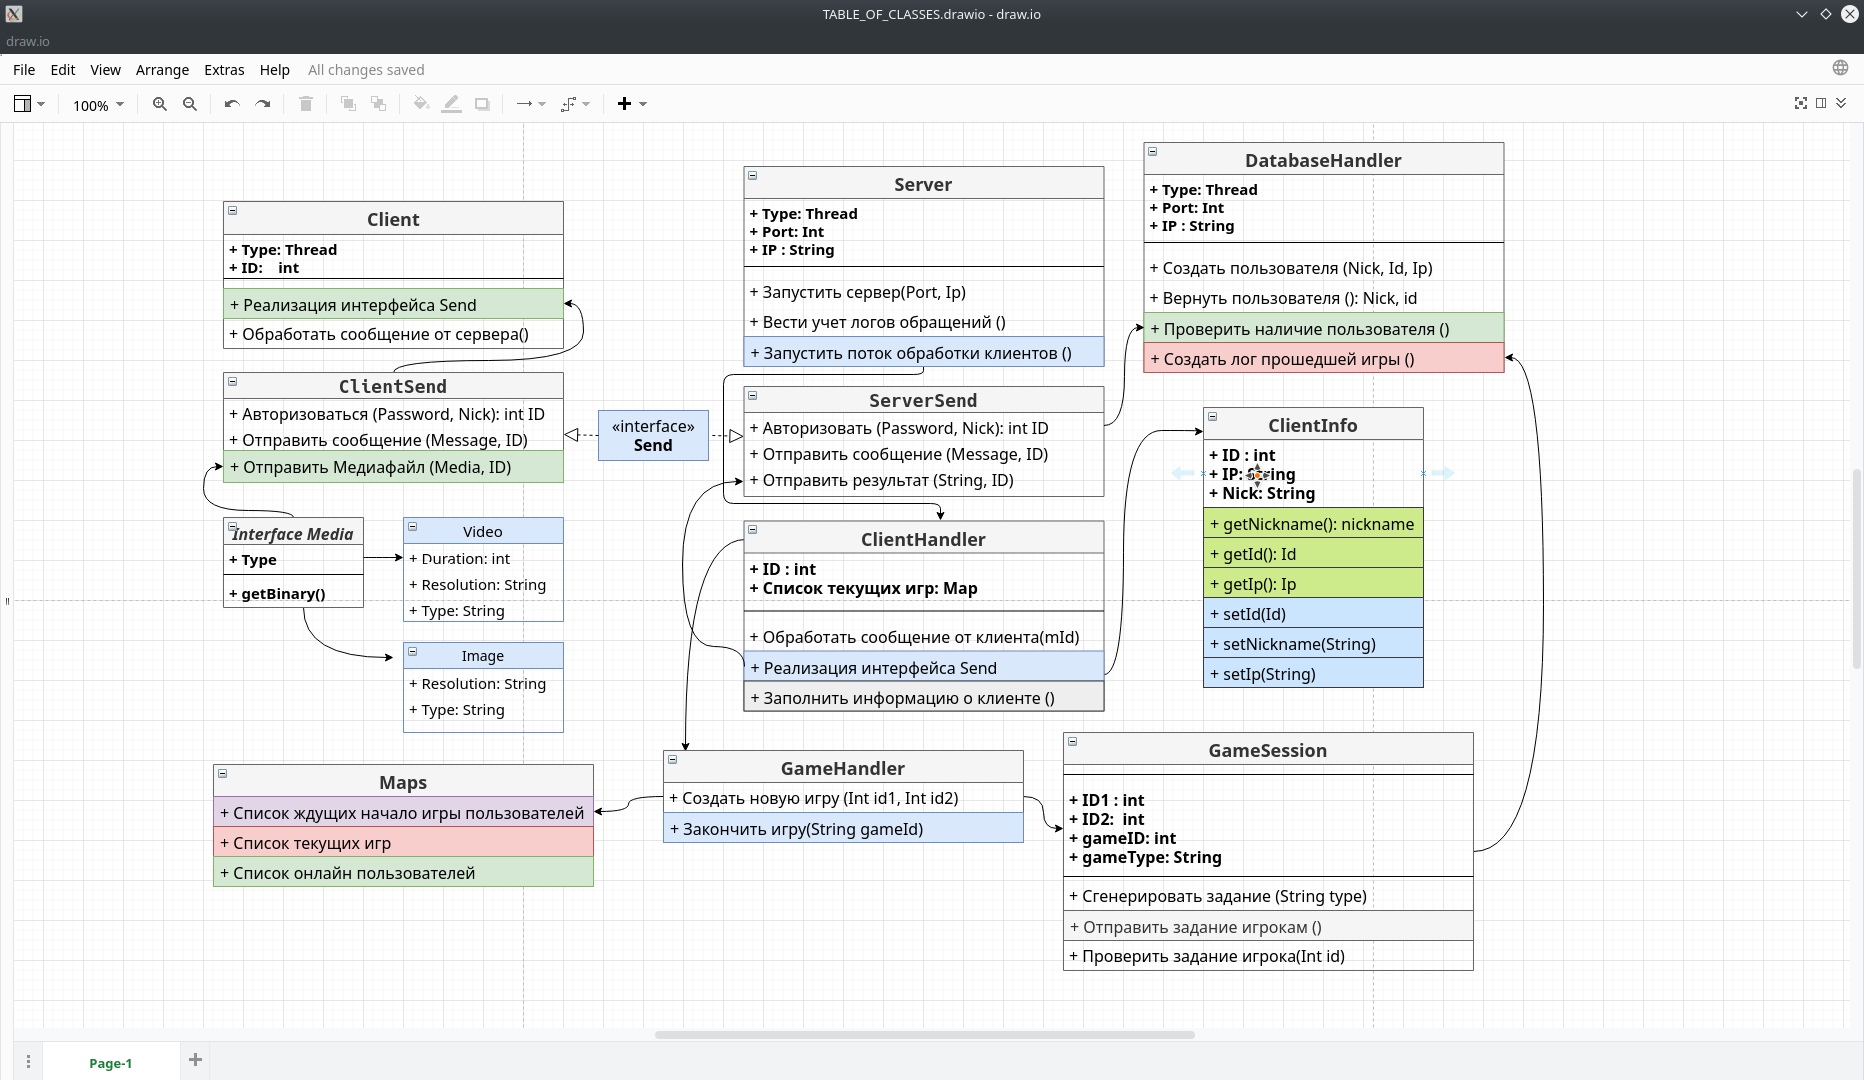 TABLE_OF_CLASSES.drawio - draw.io
draw.io
File Edit View Arrange Extras Help All changes saved
100%
Client
+ Type: Thread
+ ID: int
+ Реализация интерфейса Send
+ Обработать сообщение от сервера()
ClientSend
+ Авторизоваться (Password, Nick): int ID
+ Отправить сообщение (Message, ID)
+ Отправить Медиафайл (Media, ID)
«interface»
Send
Interface Media
+ Type
+ getBinary()
Video
+ Duration: int
+ Resolution: String
+ Type: String
Image
+ Resolution: String
+ Type: String
Server
+ Type: Thread
+ Port: Int
+ IP : String
+ Запустить сервер(Port, Ip)
+ Вести учет логов обращений ()
+ Запустить поток обработки клиентов ()
ServerSend
+ Авторизовать (Password, Nick): int ID
+ Отправить сообщение (Message, ID)
+ Отправить результат (String, ID)
ClientHandler
+ ID : int
+ Список текущих игр: Map
+ Обработать сообщение от клиента(mId)
+ Реализация интерфейса Send
+ Заполнить информацию о клиенте ()
DatabaseHandler
+ Type: Thread
+ Port: Int
+ IP : String
+ Создать пользователя (Nick, Id, Ip)
+ Вернуть пользователя (): Nick, id
+ Проверить наличие пользователя ()
+ Создать лог прошедшей игры ()
ClientInfo
+ ID : int
+ IP: String
+ Nick: String
+ getNickname(): nickname
+ getId(): Id
+ getIp(): Ip
+ setId(Id)
+ setNickname(String)
+ setIp(String)
Maps
+ Список ждущих начало игры пользователей
+ Список текущих игр
+ Список онлайн пользователей
GameHandler
+ Создать новую игру (Int id1, Int id2)
+ Закончить игру(String gameId)
GameSession
+ ID1 : int
+ ID2: int
+ gameID: int
+ gameType: String
+ Сгенерировать задание (String type)
+ Отправить задание игрокам ()
+ Проверить задание игрока(Int id)
Page-1